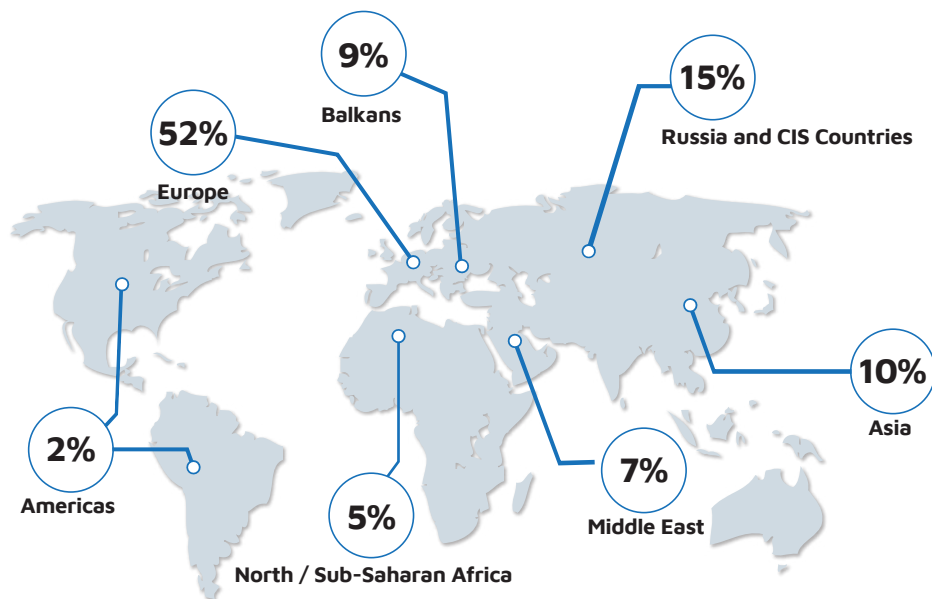 9%
Balkans
15%
Russia and CIS Countries
52%
Europe
10%
Asia
2%
Americas
7%
Middle East
5%
North / Sub-Saharan Africa